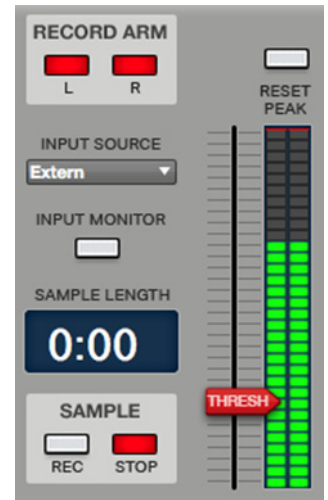 RECORD ARM
L R
INPUT SOURCE
Extern
INPUT MONITOR
SAMPLE LENGTH
0:00
SAMPLE
REC STOP
RESET
PEAK
THRESH